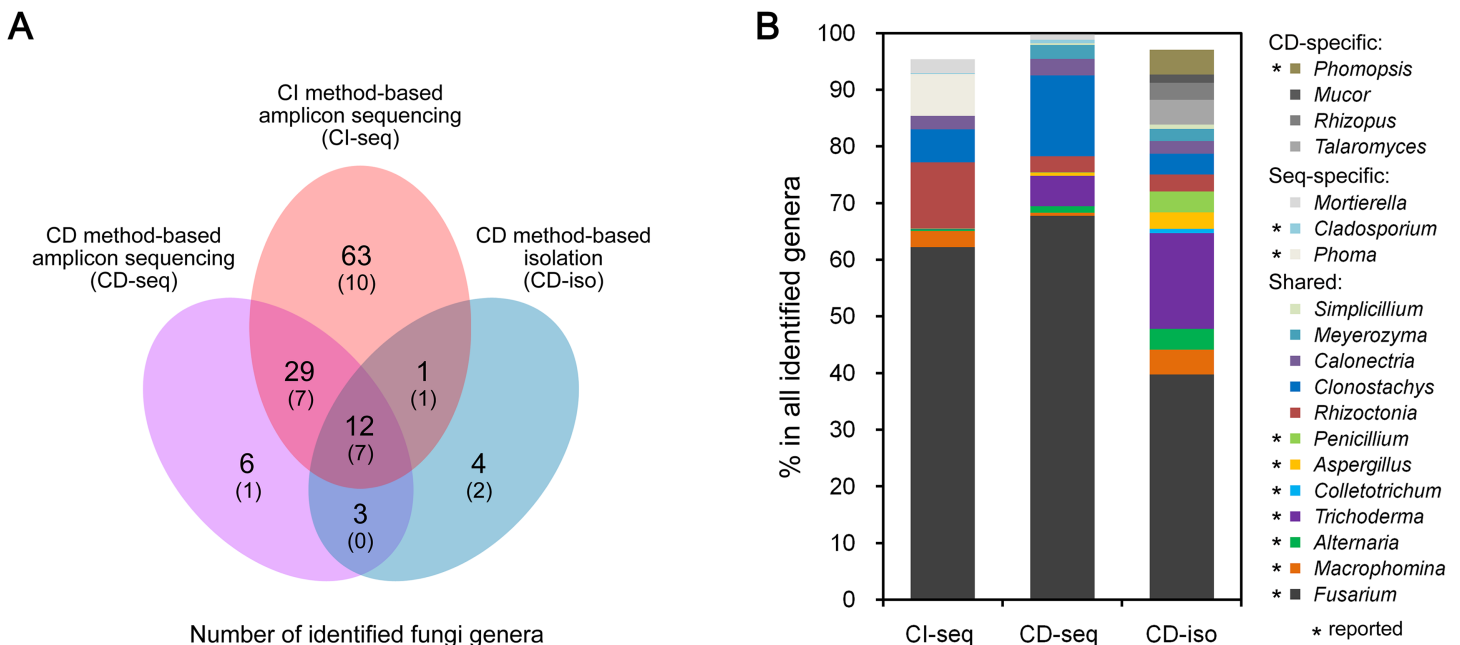 A
CI method-based
amplicon sequencing
(CI-seq)
CD method-based
amplicon sequencing
(CD-seq)
CD method-based
isolation
(CD-iso)
63
(10)
29
(7)
1
(1)
12
(7)
6
(1)
4
(2)
3
(0)
Number of identified fungi genera
B
% in all identified genera
100
90
80
70
60
50
40
30
20
10
0
CI-seq
CD-seq
CD-iso
CD-specific:
* Phomopsis
Mucor
Rhizopus
Talaromyces
Seq-specific:
Mortierella
* Cladosporium
* Phoma
Shared:
Simplicillium
Meyerozyma
Calonectria
Clonostachys
Rhizoctonia
* Penicillium
* Aspergillus
* Colletotrichum
* Trichoderma
* Alternaria
* Macrophomina
* Fusarium
* reported